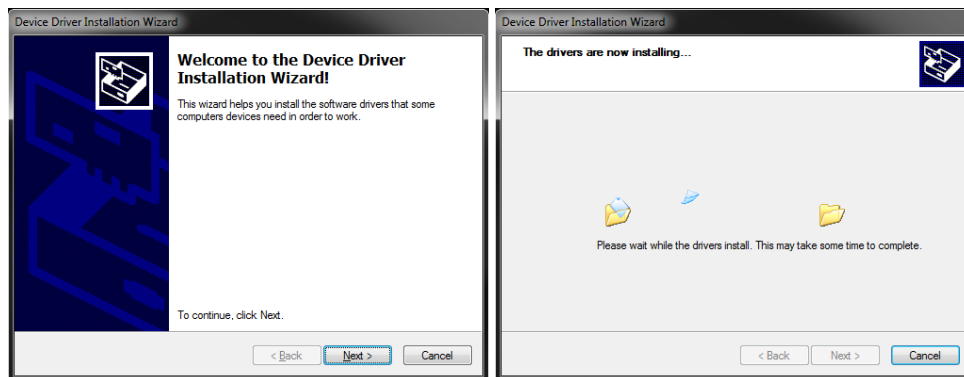 Device Driver Installation Wizard
Welcome to the Device Driver
Installation Wizard!
This wizard helps you install the software drivers that some
computers devices need in order to work.
To continue, click Next.
< Back
Next >
Cancel
Device Driver Installation Wizard
The drivers are now installing...
Please wait while the drivers install. This may take some time to complete.
< Back
Next >
Cancel